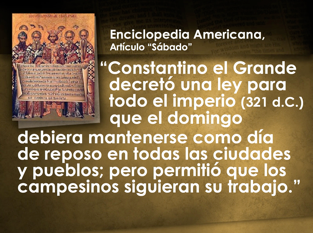 Enciclopedia Americana,
Artículo “Sábado”
“Constantino el Grande
decretó una ley para
todo el imperio (321 d.C.)
que el domingo
debiera mantenerse como día
de reposo en todas las ciudades
y pueblos; pero permitió que los
campesinos siguieran su trabajo.”